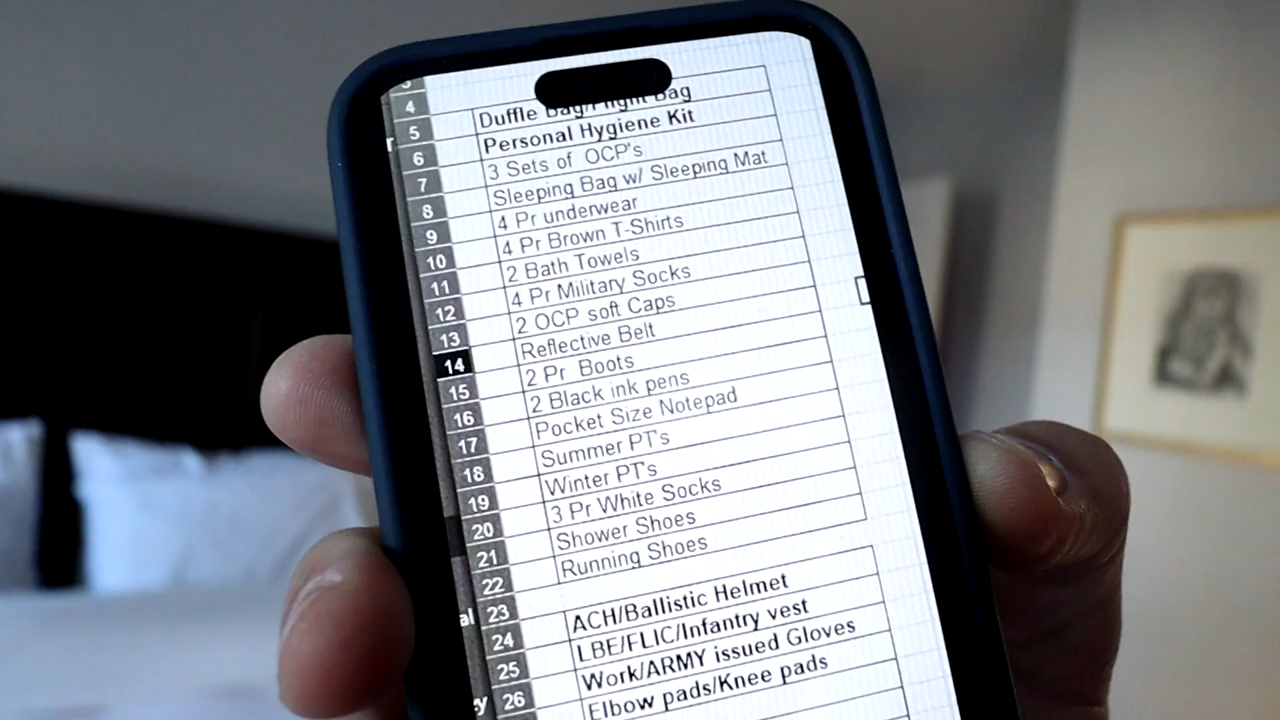 4
5 Duffle Bag/Flight Bag
6 Personal Hygiene Kit
7 3 Sets of OCP's
8 Sleeping Bag w/ Sleeping Mat
9 4 Pr underwear
10 4 Pr Brown T-Shirts
11 2 Bath Towels
12 4 Pr Military Socks
13 2 OCP soft Caps
14 Reflective Belt
15 2 Pr Boots
16 2 Black ink pens
17 Pocket Size Notepad
18 Summer PT's
19 Winter PT's
20 3 Pr White Socks
21 Shower Shoes
22 Running Shoes
23
24 ACH/Ballistic Helmet
25 LBE/FLIC/Infantry vest
26 Work/ARMY issued Gloves
Elbow pads/Knee pads